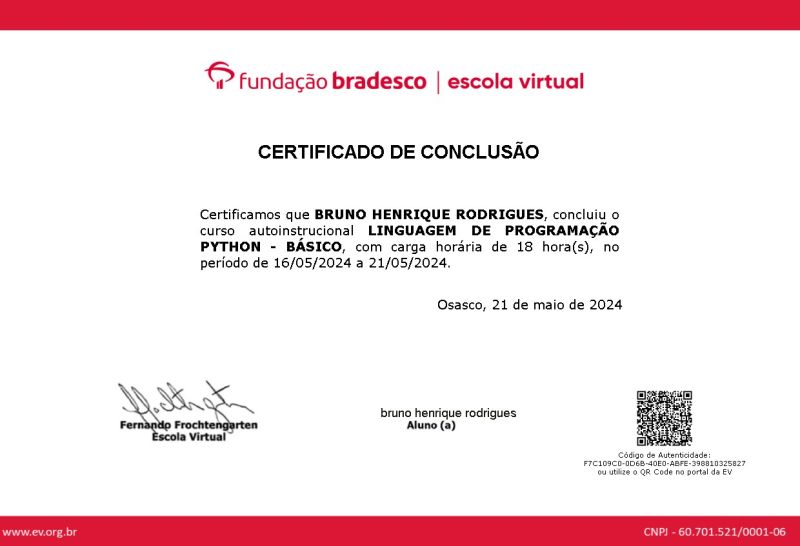 fundação bradesco | escola virtual
CERTIFICADO DE CONCLUSÃO
Certificamos que BRUNO HENRIQUE RODRIGUES, concluiu o
curso autoinstrucional LINGUAGEM DE PROGRAMAÇÃO
PYTHON - BÁSICO, com carga horária de 18 hora(s), no
período de 16/05/2024 a 21/05/2024.
Osasco, 21 de maio de 2024
Fernando Frochtengarten
Escola Virtual
bruno henrique rodrigues
Aluno (a)
Código de Autenticidade:
F7C109C0-0D6B-40E0-ABFE-398810325827
ou utilize o QR Code no portal da EV
www.ev.org.br
CNPJ - 60.701.521/0001-06